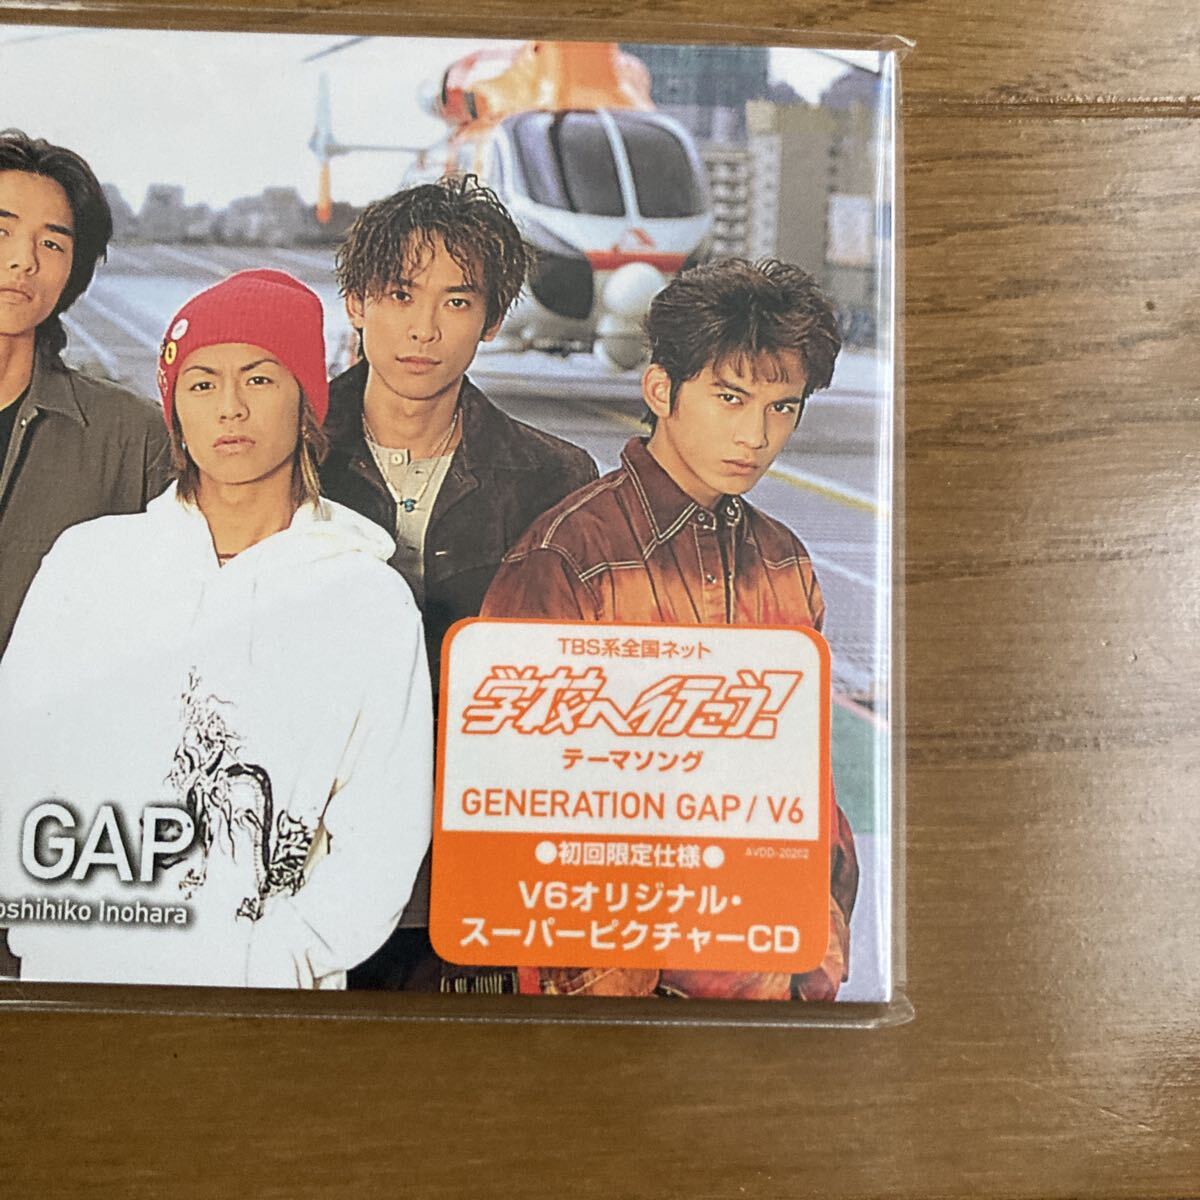 GAP
oshihiko Inohara
TBS系全国ネット
学校へ行こう!
テーマソング
GENERATION GAP / V6
●初回限定仕様●
AVDD-20202
V6オリジナル・
スーパーピクチャーCD